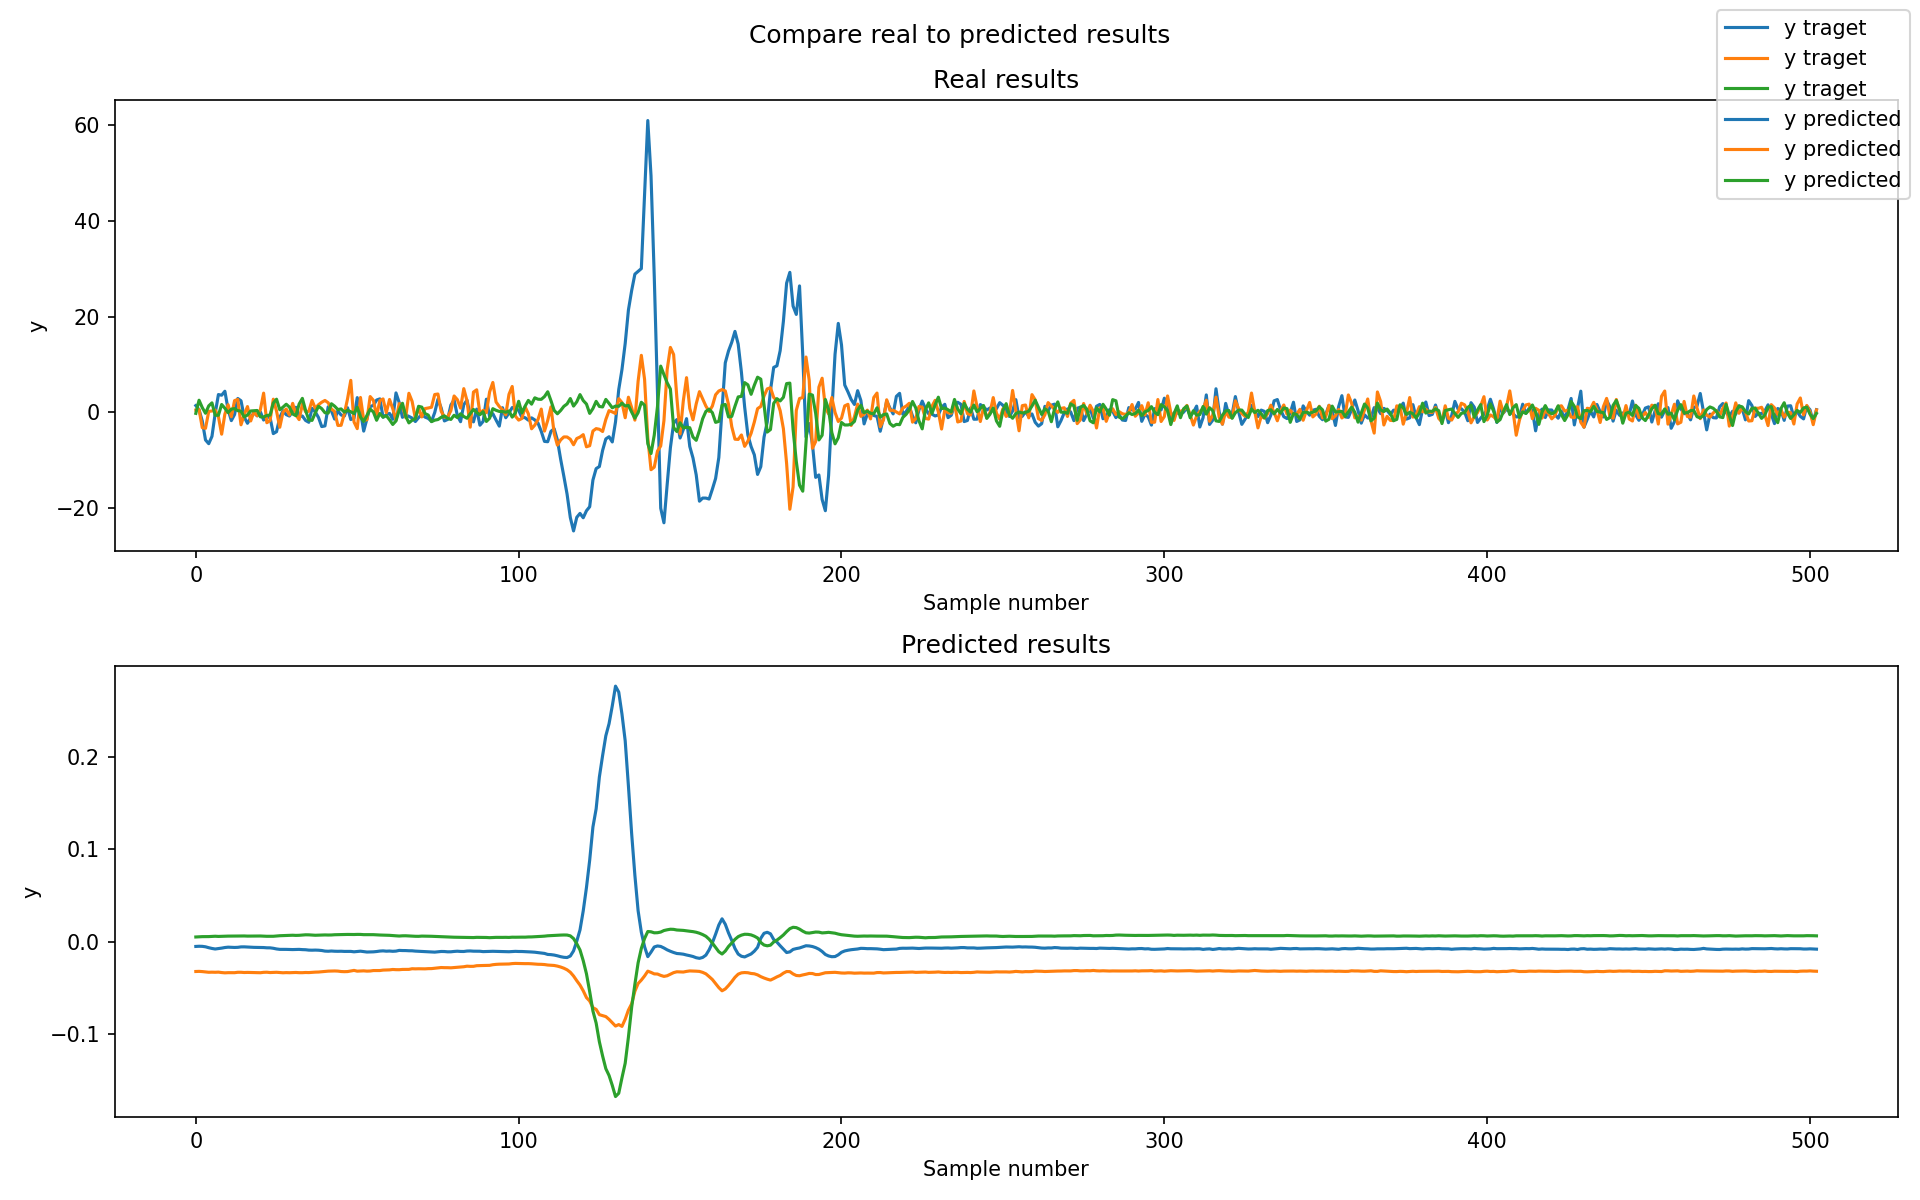 Compare real to predicted results
y traget
y traget
y traget
y predicted
y predicted
y predicted
Real results
60
40
20
0
−20
y
0 100 200 300 400 500
Sample number
Predicted results
0.2
0.1
0.0
−0.1
y
0 100 200 300 400 500
Sample number